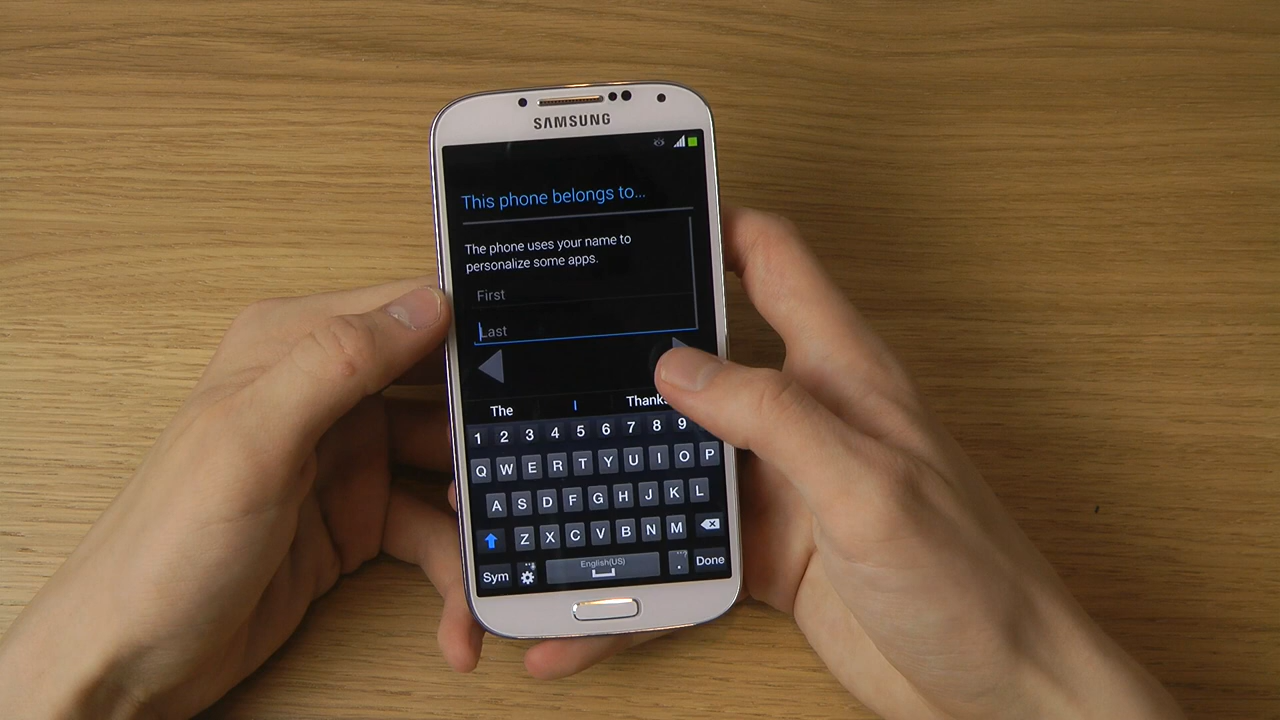 SAMSUNG
This phone belongs to...
The phone uses your name to
personalize some apps.
First
Last
The I Thanks
1 2 3 4 5 6 7 8 9
Q W E R T Y U I O P
A S D F G H J K L
Z X C V B N M
Sym English(US) . Done